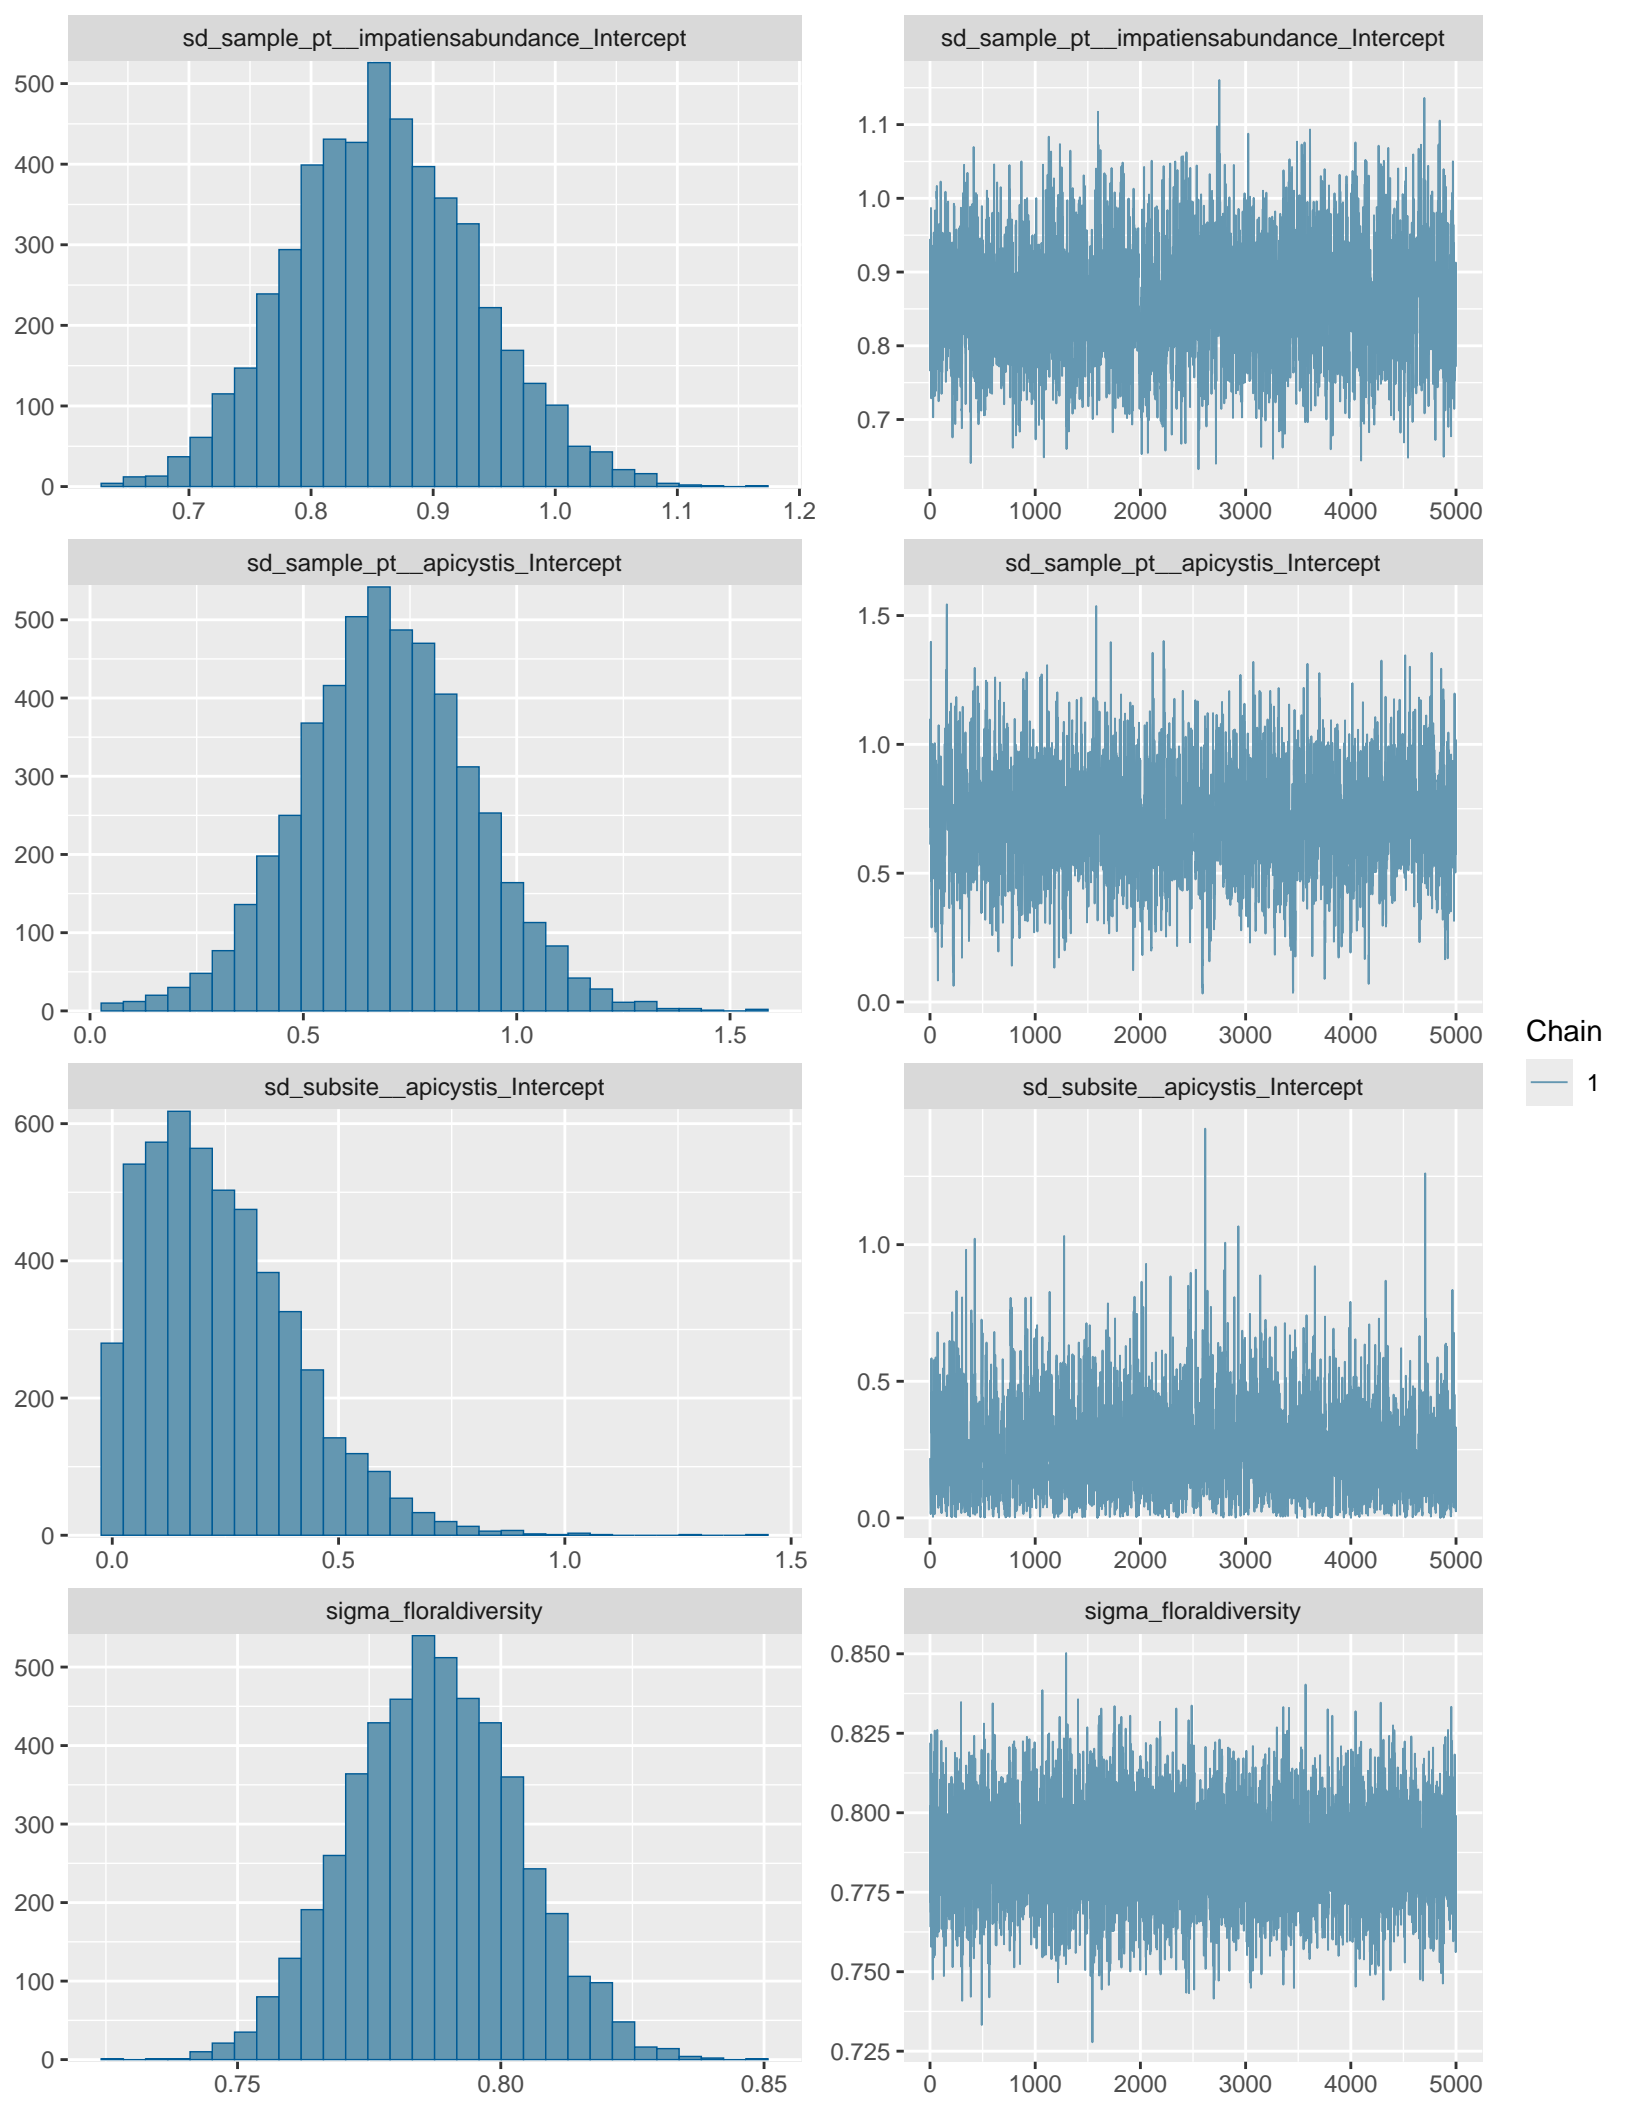 sd_sample_pt__impatiensabundance_Intercept
500
400
300
200
100
0
0.7 0.8 0.9 1.0 1.1 1.2
sd_sample_pt__impatiensabundance_Intercept
1.1
1.0
0.9
0.8
0.7
0 1000 2000 3000 4000 5000
sd_sample_pt__apicystis_Intercept
500
400
300
200
100
0
0.0 0.5 1.0 1.5
sd_sample_pt__apicystis_Intercept
1.5
1.0
0.5
0.0
0 1000 2000 3000 4000 5000
sd_subsite__apicystis_Intercept
600
400
200
0
0.0 0.5 1.0 1.5
sd_subsite__apicystis_Intercept
1.0
0.5
0.0
0 1000 2000 3000 4000 5000
sigma_floraldiversity
500
400
300
200
100
0
0.75 0.80 0.85
sigma_floraldiversity
0.850
0.825
0.800
0.775
0.750
0.725
0 1000 2000 3000 4000 5000
Chain
1